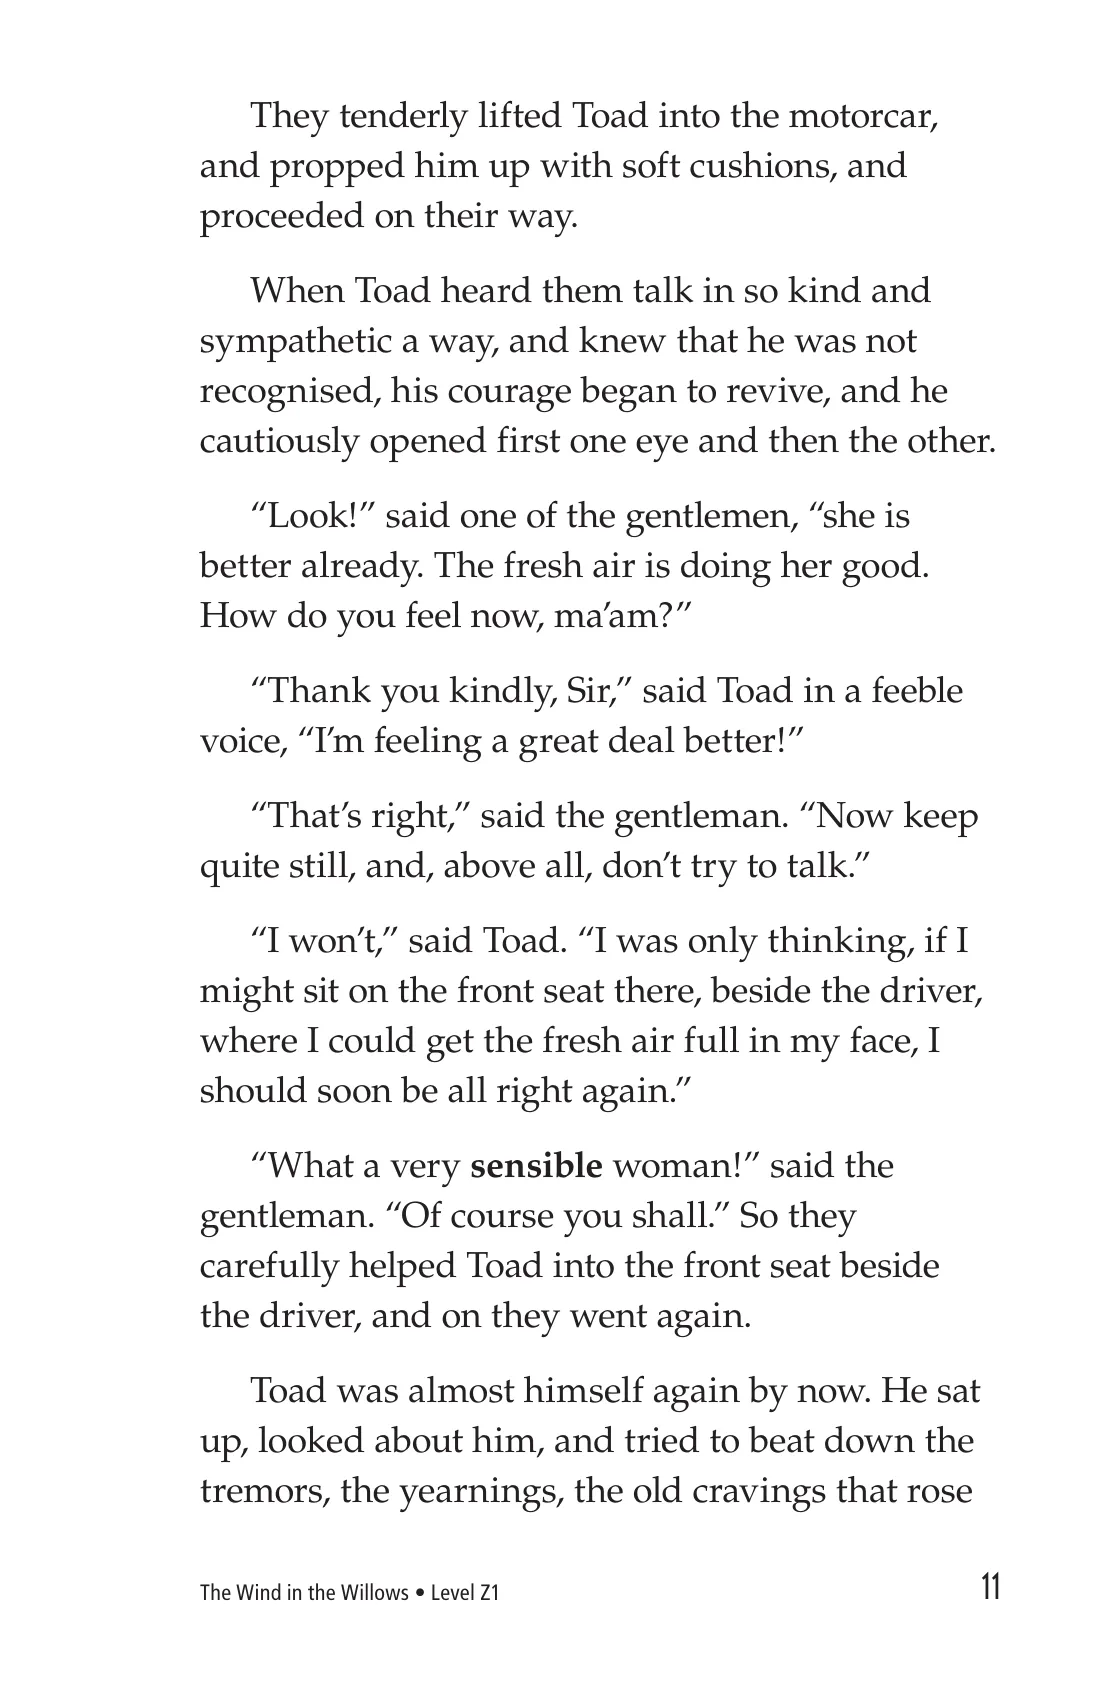 They tenderly lifted Toad into the motorcar,
and propped him up with soft cushions, and
proceeded on their way.
When Toad heard them talk in so kind and
sympathetic a way, and knew that he was not
recognised, his courage began to revive, and he
cautiously opened first one eye and then the other.
“Look!” said one of the gentlemen, “she is
better already. The fresh air is doing her good.
How do you feel now, ma’am?”
“Thank you kindly, Sir,” said Toad in a feeble
voice, “I’m feeling a great deal better!”
“That’s right,” said the gentleman. “Now keep
quite still, and, above all, don’t try to talk.”
“I won’t,” said Toad. “I was only thinking, if I
might sit on the front seat there, beside the driver,
where I could get the fresh air full in my face, I
should soon be all right again.”
“What a very sensible woman!” said the
gentleman. “Of course you shall.” So they
carefully helped Toad into the front seat beside
the driver, and on they went again.
Toad was almost himself again by now. He sat
up, looked about him, and tried to beat down the
tremors, the yearnings, the old cravings that rose
The Wind in the Willows • Level Z1
11